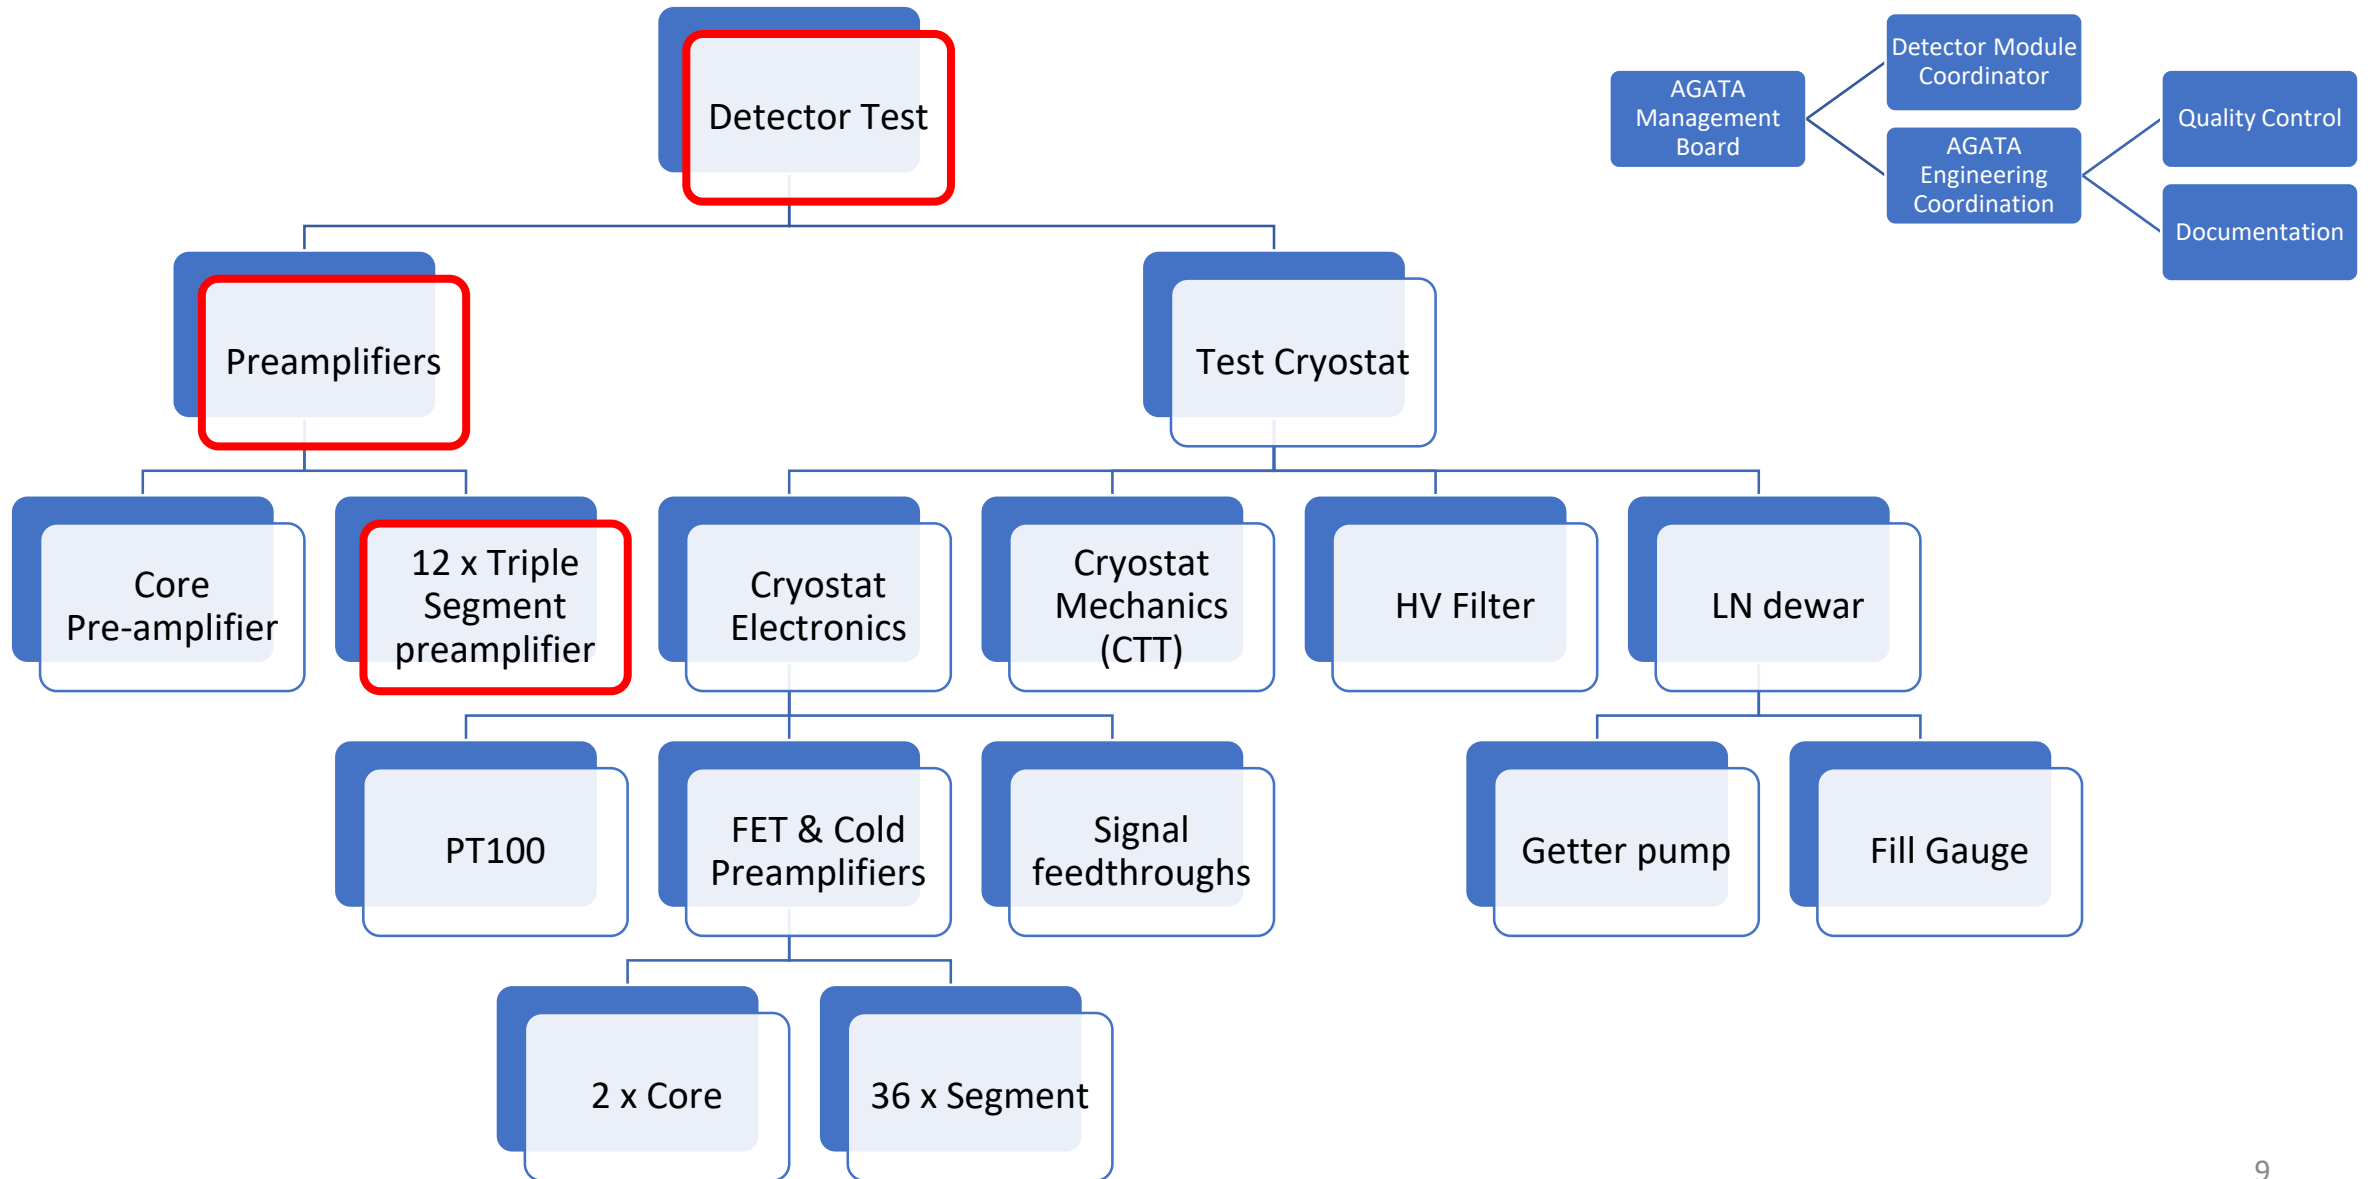 Detector Test
AGATA
Management
Board
Detector Module
Coordinator
AGATA
Engineering
Coordination
Quality Control
Documentation
Preamplifiers
Test Cryostat
Core
Pre-amplifier
12 x Triple
Segment
preamplifier
Cryostat
Electronics
Cryostat
Mechanics
(CTT)
HV Filter
LN dewar
PT100
FET & Cold
Preamplifiers
Signal
feedthroughs
Getter pump
Fill Gauge
2 x Core
36 x Segment
9